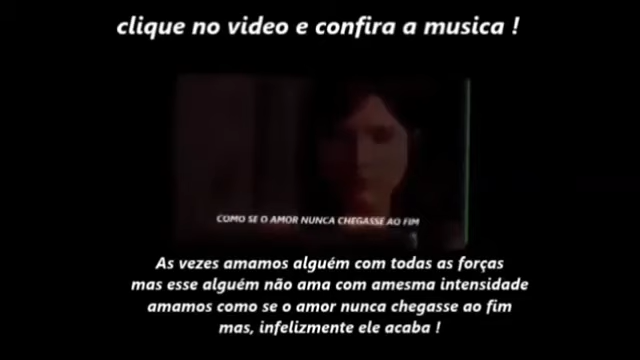 clique no video e confira a musica !
COMO SE O AMOR NUNCA CHEGASSE AO FIM
As vezes amamos alguém com todas as forças
mas esse alguém não ama com amesma intensidade
amamos como se o amor nunca chegasse ao fim
mas, infelizmente ele acaba !